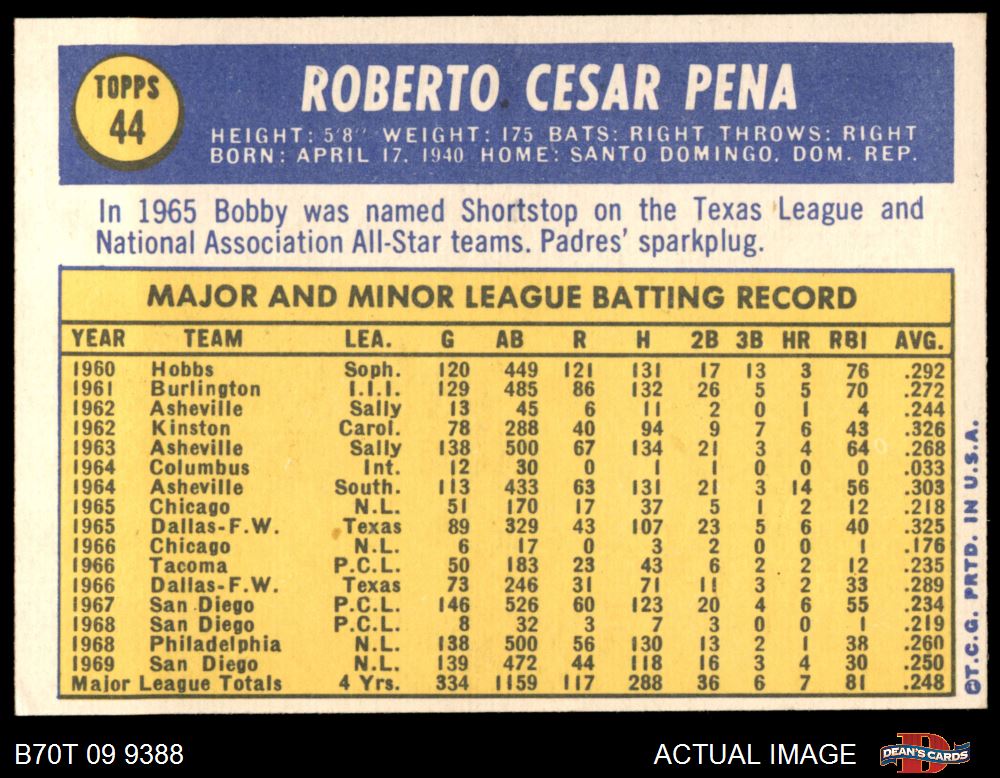 TOPPS
44
ROBERTO CESAR PENA
HEIGHT: 5'8" WEIGHT: 175 BATS: RIGHT THROWS: RIGHT
BORN: APRIL 17, 1940 HOME: SANTO DOMINGO, DOM. REP.
In 1965 Bobby was named Shortstop on the Texas League and
National Association All-Star teams. Padres' sparkplug.
MAJOR AND MINOR LEAGUE BATTING RECORD
YEAR TEAM LEA. G AB R H 2B 3B HR RBI AVG.
1960 Hobbs Soph. 120 449 121 131 17 13 3 76 .292
1961 Burlington I.I.I. 129 485 86 132 26 5 5 70 .272
1962 Asheville Sally 13 45 6 11 2 0 1 4 .244
1962 Kinston Carol. 78 288 40 94 9 7 6 43 .326
1963 Asheville Sally 138 500 67 134 21 3 4 64 .268
1964 Columbus Int. 12 30 0 1 1 0 0 0 .033
1964 Asheville South. 113 433 63 131 21 3 14 56 .303
1965 Chicago N.L. 51 170 17 37 5 1 2 12 .218
1965 Dallas-F.W. Texas 89 329 43 107 23 5 6 40 .325
1966 Chicago N.L. 6 17 0 3 2 0 0 1 .176
1966 Tacoma P.C.L. 50 183 23 43 6 2 2 12 .235
1966 Dallas-F.W. Texas 73 246 31 71 11 3 2 33 .289
1967 San Diego P.C.L. 146 526 60 123 20 4 6 55 .234
1968 San Diego P.C.L. 8 32 3 7 3 0 0 1 .219
1968 Philadelphia N.L. 138 500 56 130 13 2 1 38 .260
1969 San Diego N.L. 139 472 44 118 16 3 4 30 .250
Major League Totals 4 Yrs. 334 1159 117 288 36 6 7 81 .248
©T.C.G. PRTD. IN U.S.A.
B70T 09 9388
ACTUAL IMAGE
DEAN'S CARDS